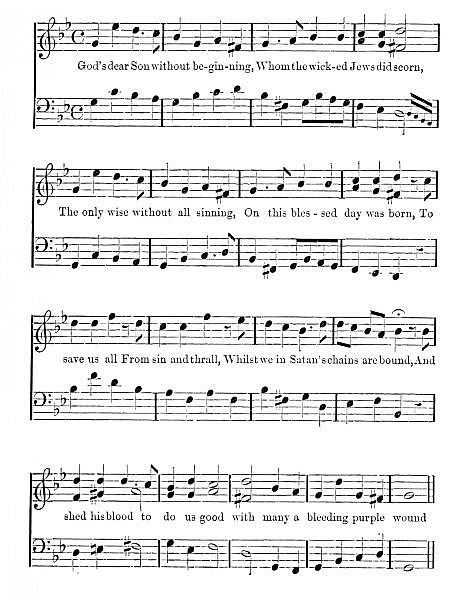 God's dear Son without be-gin-ning, Whom the wick-ed Jews did scorn,
The only wise without all sinning, On this bles-sed day was born, To
save us all From sin and thrall, Whilst we in Satan's chains are bound, And
shed his blood to do us good with many a bleeding purple wound